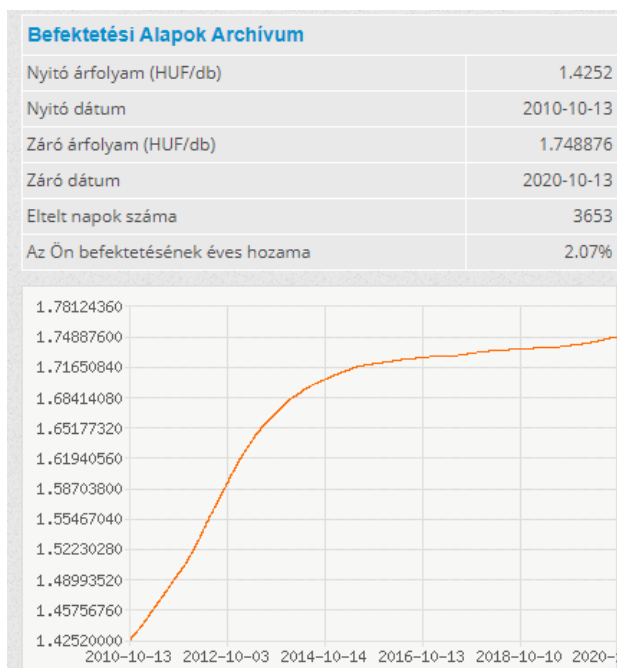 Befektetési Alapok Archívum
Nyitó árfolyam (HUF/db) 1.4252
Nyitó dátum 2010-10-13
Záró árfolyam (HUF/db) 1.748876
Záró dátum 2020-10-13
Eltelt napok száma 3653
Az Ön befektetésének éves hozama 2.07%
1.78124360
1.74887600
1.71650840
1.68414080
1.65177320
1.61940560
1.58703800
1.55467040
1.52230280
1.48993520
1.45756760
1.42520000
2010-10-13 2012-10-03 2014-10-14 2016-10-13 2018-10-10 2020-